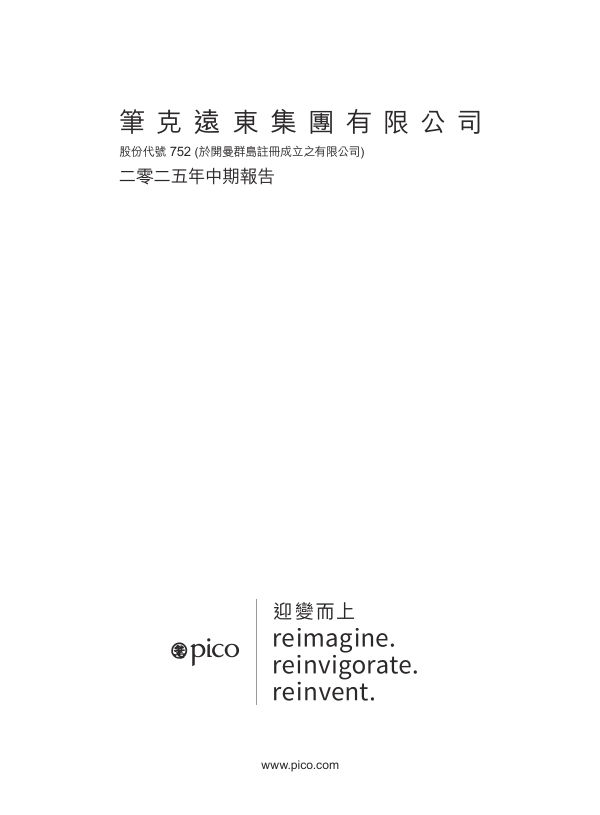 筆克遠東集團有限公司
股份代號 752 (於開曼群島註冊成立之有限公司)
二零二五年中期報告
筆 pico
迎變而上
reimagine.
reinvigorate.
reinvent.
www.pico.com